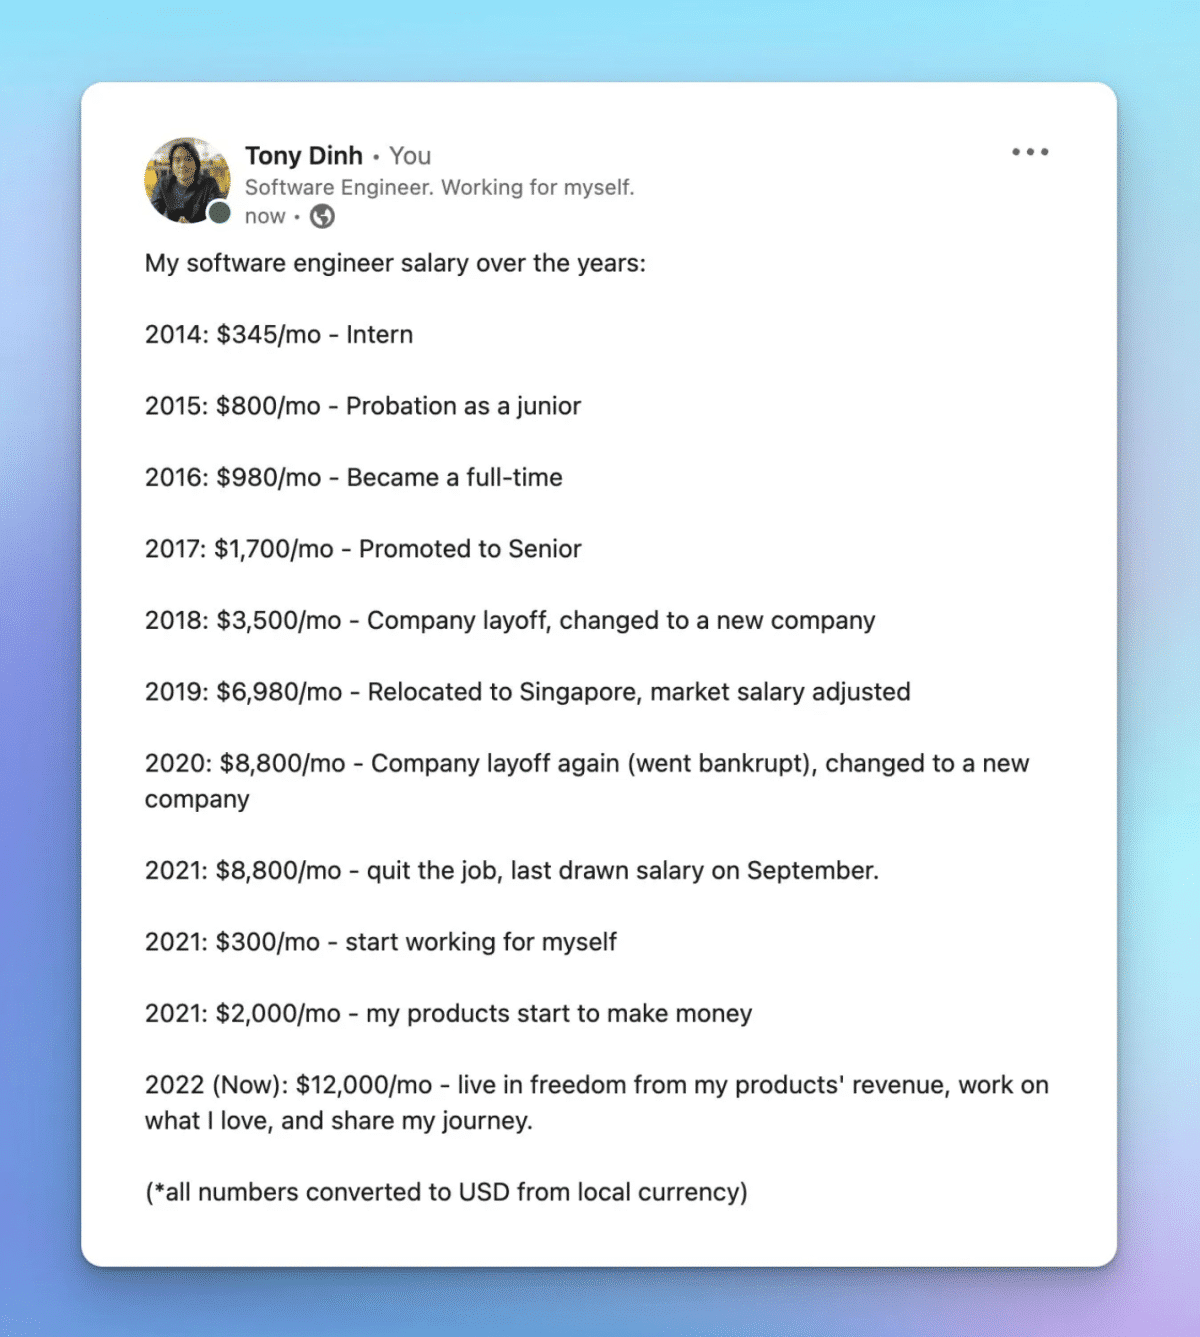 Tony Dinh • You
Software Engineer. Working for myself.
now •
My software engineer salary over the years:
2014: $345/mo - Intern
2015: $800/mo - Probation as a junior
2016: $980/mo - Became a full-time
2017: $1,700/mo - Promoted to Senior
2018: $3,500/mo - Company layoff, changed to a new company
2019: $6,980/mo - Relocated to Singapore, market salary adjusted
2020: $8,800/mo - Company layoff again (went bankrupt), changed to a new
company
2021: $8,800/mo - quit the job, last drawn salary on September.
2021: $300/mo - start working for myself
2021: $2,000/mo - my products start to make money
2022 (Now): $12,000/mo - live in freedom from my products' revenue, work on
what I love, and share my journey.
(*all numbers converted to USD from local currency)